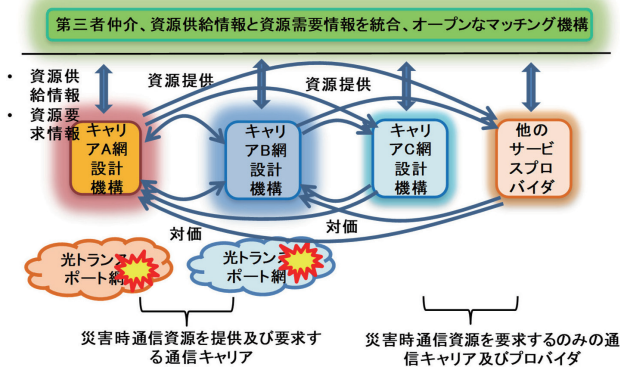 第三者仲介、資源供給情報と資源需要情報を統合、オープンなマッチング機構
• 資源供
給情報
• 資源要
求情報
資源提供
資源提供
キャリ
アA網
設計
機構
キャリ
アB網
設計
機構
キャリ
アC網
設計
機構
他の
サービ
スプロ
バイダ
対価
対価
光トランス
ポート網
光トランス
ポート網
災害時通信資源を提供及び要求す
る通信キャリア
災害時通信資源を要求するのみの通
信キャリア及びプロバイダ